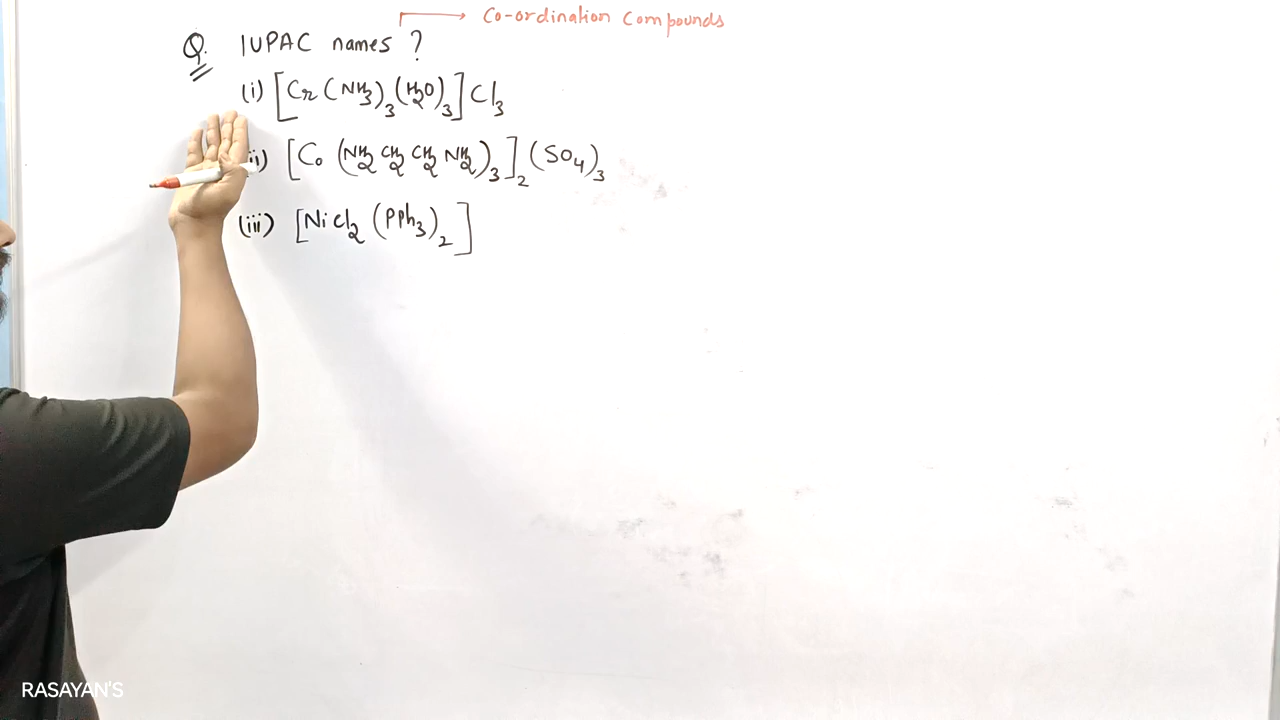 Co-ordination Compounds
Q. IUPAC names ?
(i) [Cr(NH3)3(H2O)3]Cl3
ii) [Co(NH2CH2CH2NH2)3]2(SO4)3
(iii) [NiCl2(PPh3)2]
RASAYAN'S